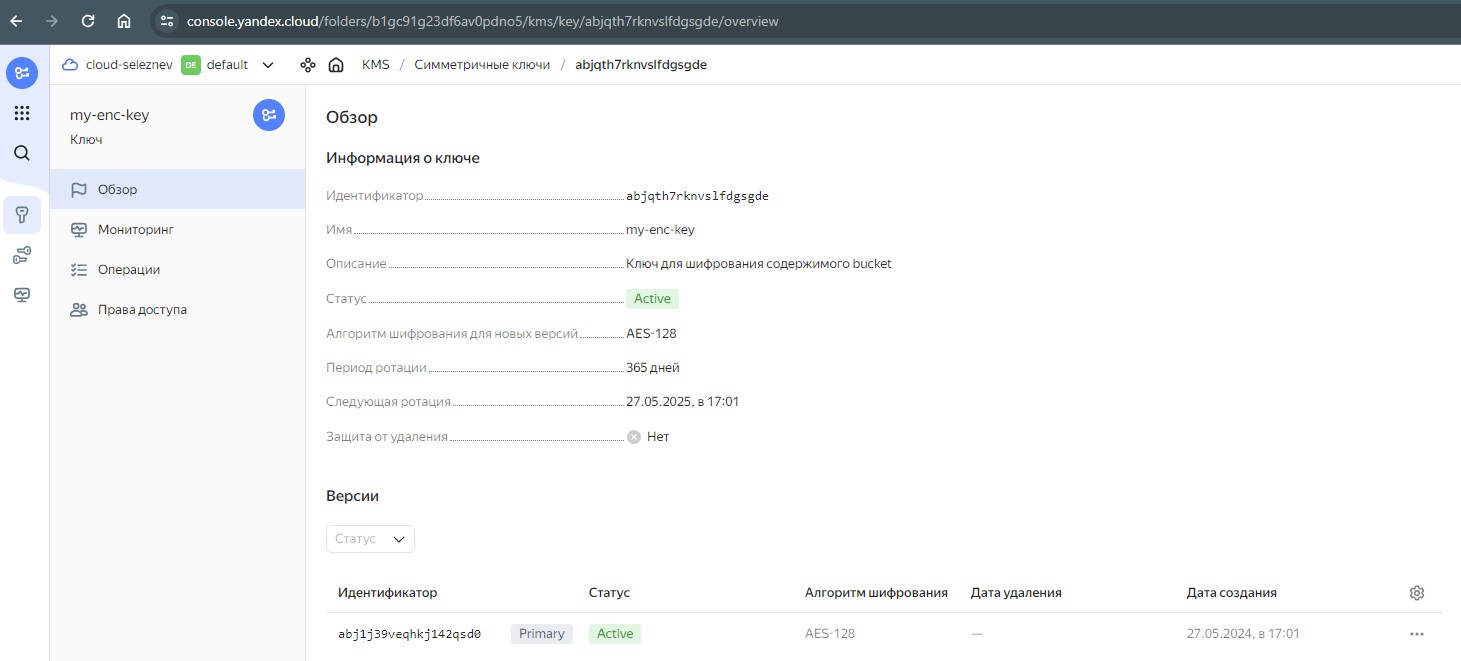 console.yandex.cloud/folders/b1gc91g23df6av0pdno5/kms/key/abjqth7rknvslfdgsgde/overview
cloud-seleznev DE default KMS / Симметричные ключи / abjqth7rknvslfdgsgde
my-enc-key
Ключ
Обзор
Мониторинг
Операции
Права доступа
Обзор
Информация о ключе
Идентификатор abjqth7rknvslfdgsgde
Имя my-enc-key
Описание Ключ для шифрования содержимого bucket
Статус Active
Алгоритм шифрования для новых версий AES-128
Период ротации 365 дней
Следующая ротация 27.05.2025, в 17:01
Защита от удаления Нет
Версии
Статус
Идентификатор Статус Алгоритм шифрования Дата удаления Дата создания
abj1j39veqhkj142qsd0 Primary Active AES-128 — 27.05.2024, в 17:01